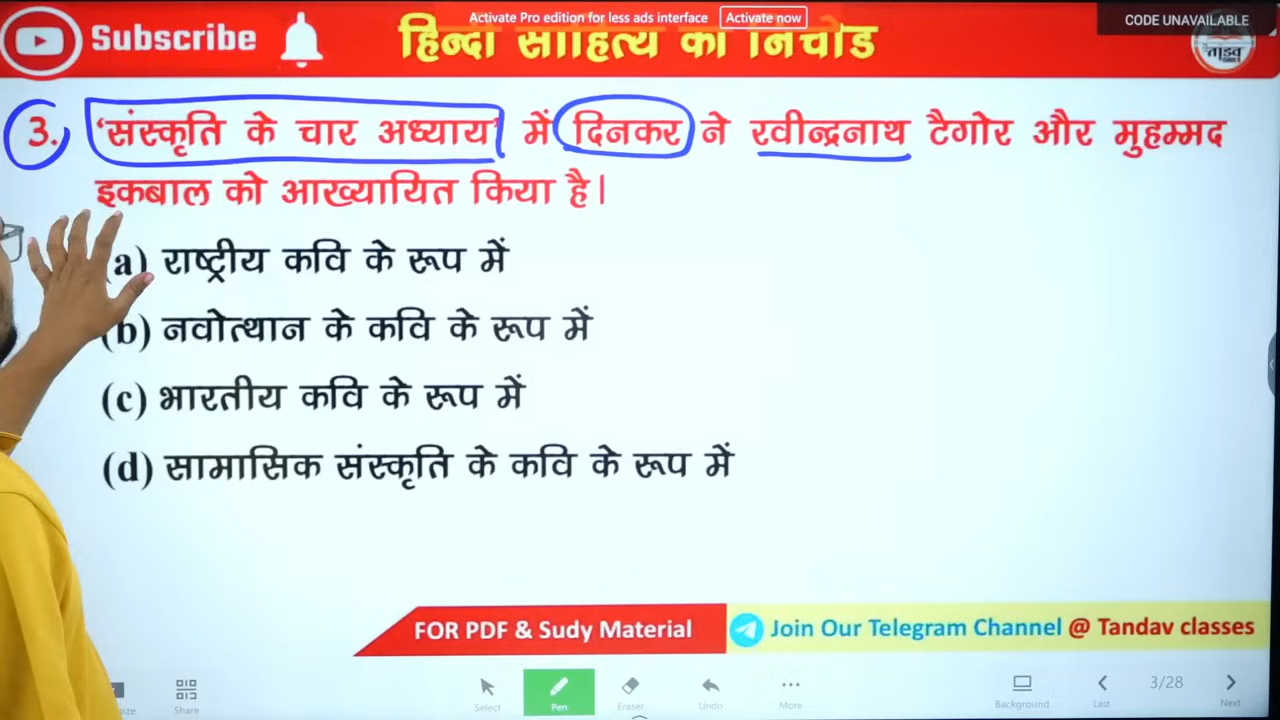 Activate Pro edition for less ads interface Activate now
CODE UNAVAILABLE
Subscribe
हिन्दी साहित्य का निचोड
ताण्डव
3. 'संस्कृति के चार अध्याय' में दिनकर ने रवीन्द्रनाथ टैगोर और मुहम्मद
इकबाल को आख्यायित किया है।
(a) राष्ट्रीय कवि के रूप में
(b) नवोत्थान के कवि के रूप में
(c) भारतीय कवि के रूप में
(d) सामासिक संस्कृति के कवि के रूप में
FOR PDF & Sudy Material
Join Our Telegram Channel @ Tandav classes
Share
Select
Pen
Eraser
Undo
More
Background
Last
3/28
Next